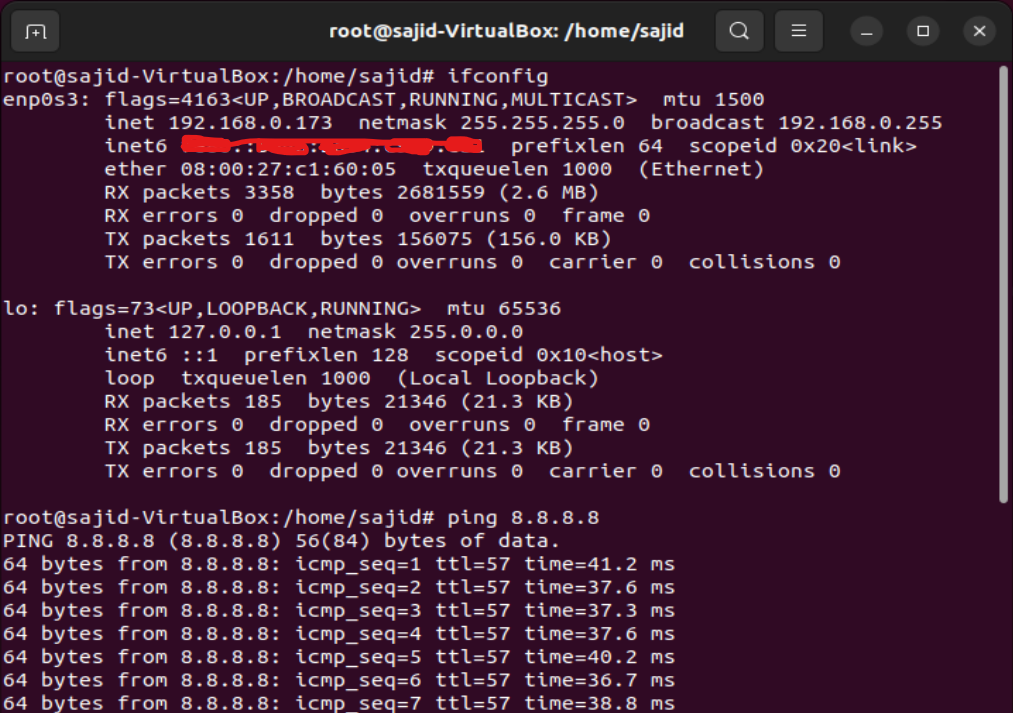 root@sajid-VirtualBox: /home/sajid
root@sajid-VirtualBox:/home/sajid# ifconfig
enp0s3: flags=4163<UP,BROADCAST,RUNNING,MULTICAST>  mtu 1500
        inet 192.168.0.173  netmask 255.255.255.0  broadcast 192.168.0.255
        inet6  prefixlen 64  scopeid 0x20<link>
        ether 08:00:27:c1:60:05  txqueuelen 1000  (Ethernet)
        RX packets 3358  bytes 2681559 (2.6 MB)
        RX errors 0  dropped 0  overruns 0  frame 0
        TX packets 1611  bytes 156075 (156.0 KB)
        TX errors 0  dropped 0 overruns 0  carrier 0  collisions 0
lo: flags=73<UP,LOOPBACK,RUNNING>  mtu 65536
        inet 127.0.0.1  netmask 255.0.0.0
        inet6 ::1  prefixlen 128  scopeid 0x10<host>
        loop  txqueuelen 1000  (Local Loopback)
        RX packets 185  bytes 21346 (21.3 KB)
        RX errors 0  dropped 0  overruns 0  frame 0
        TX packets 185  bytes 21346 (21.3 KB)
        TX errors 0  dropped 0 overruns 0  carrier 0  collisions 0
root@sajid-VirtualBox:/home/sajid# ping 8.8.8.8
PING 8.8.8.8 (8.8.8.8) 56(84) bytes of data.
64 bytes from 8.8.8.8: icmp_seq=1 ttl=57 time=41.2 ms
64 bytes from 8.8.8.8: icmp_seq=2 ttl=57 time=37.6 ms
64 bytes from 8.8.8.8: icmp_seq=3 ttl=57 time=37.3 ms
64 bytes from 8.8.8.8: icmp_seq=4 ttl=57 time=37.6 ms
64 bytes from 8.8.8.8: icmp_seq=5 ttl=57 time=40.2 ms
64 bytes from 8.8.8.8: icmp_seq=6 ttl=57 time=36.7 ms
64 bytes from 8.8.8.8: icmp_seq=7 ttl=57 time=38.8 ms